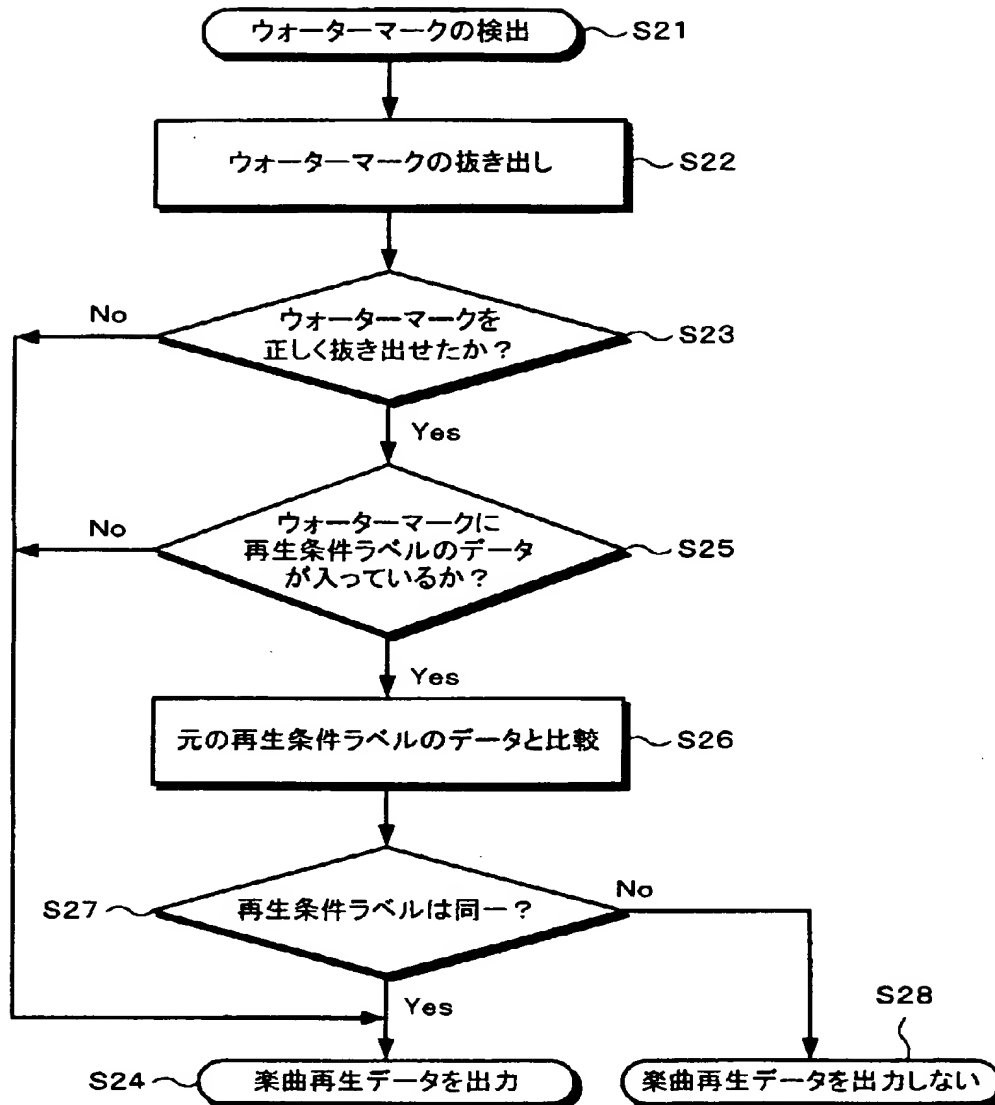 ウォーターマークの検出
S21
ウォーターマークの抜き出し
S22
ウォーターマークを
正しく抜き出せたか?
S23
No
Yes
ウォーターマークに
再生条件ラベルのデータ
が入っているか?
S25
No
Yes
元の再生条件ラベルのデータと比較
S26
S27
再生条件ラベルは同一?
No
Yes
S28
S24
楽曲再生データを出力
楽曲再生データを出力しない